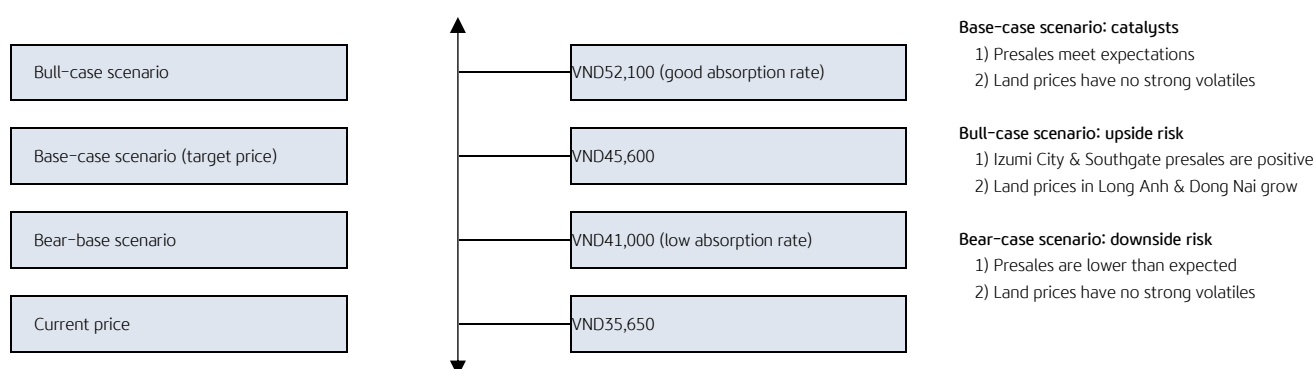 Bull-case scenario
VND52,100 (good absorption rate)
Base-case scenario (target price)
VND45,600
Bear-base scenario
VND41,000 (low absorption rate)
Current price
VND35,650
Base-case scenario: catalysts
1) Presales meet expectations
2) Land prices have no strong volatiles
Bull-case scenario: upside risk
1) Izumi City & Southgate presales are positive
2) Land prices in Long Anh & Dong Nai grow
Bear-case scenario: downside risk
1) Presales are lower than expected
2) Land prices have no strong volatiles